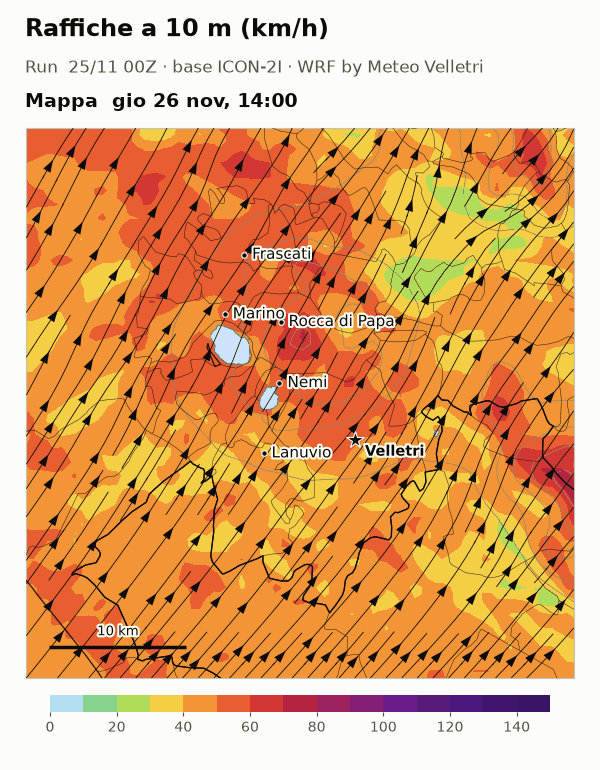 Raffiche a 10 m (km/h)
Run  25/11 00Z · base ICON-2I · WRF by Meteo Velletri
Mappa  gio 26 nov, 14:00
Frascati
Marino
Rocca di Papa
Nemi
Lanuvio
Velletri
10 km
0 20 40 60 80 100 120 140